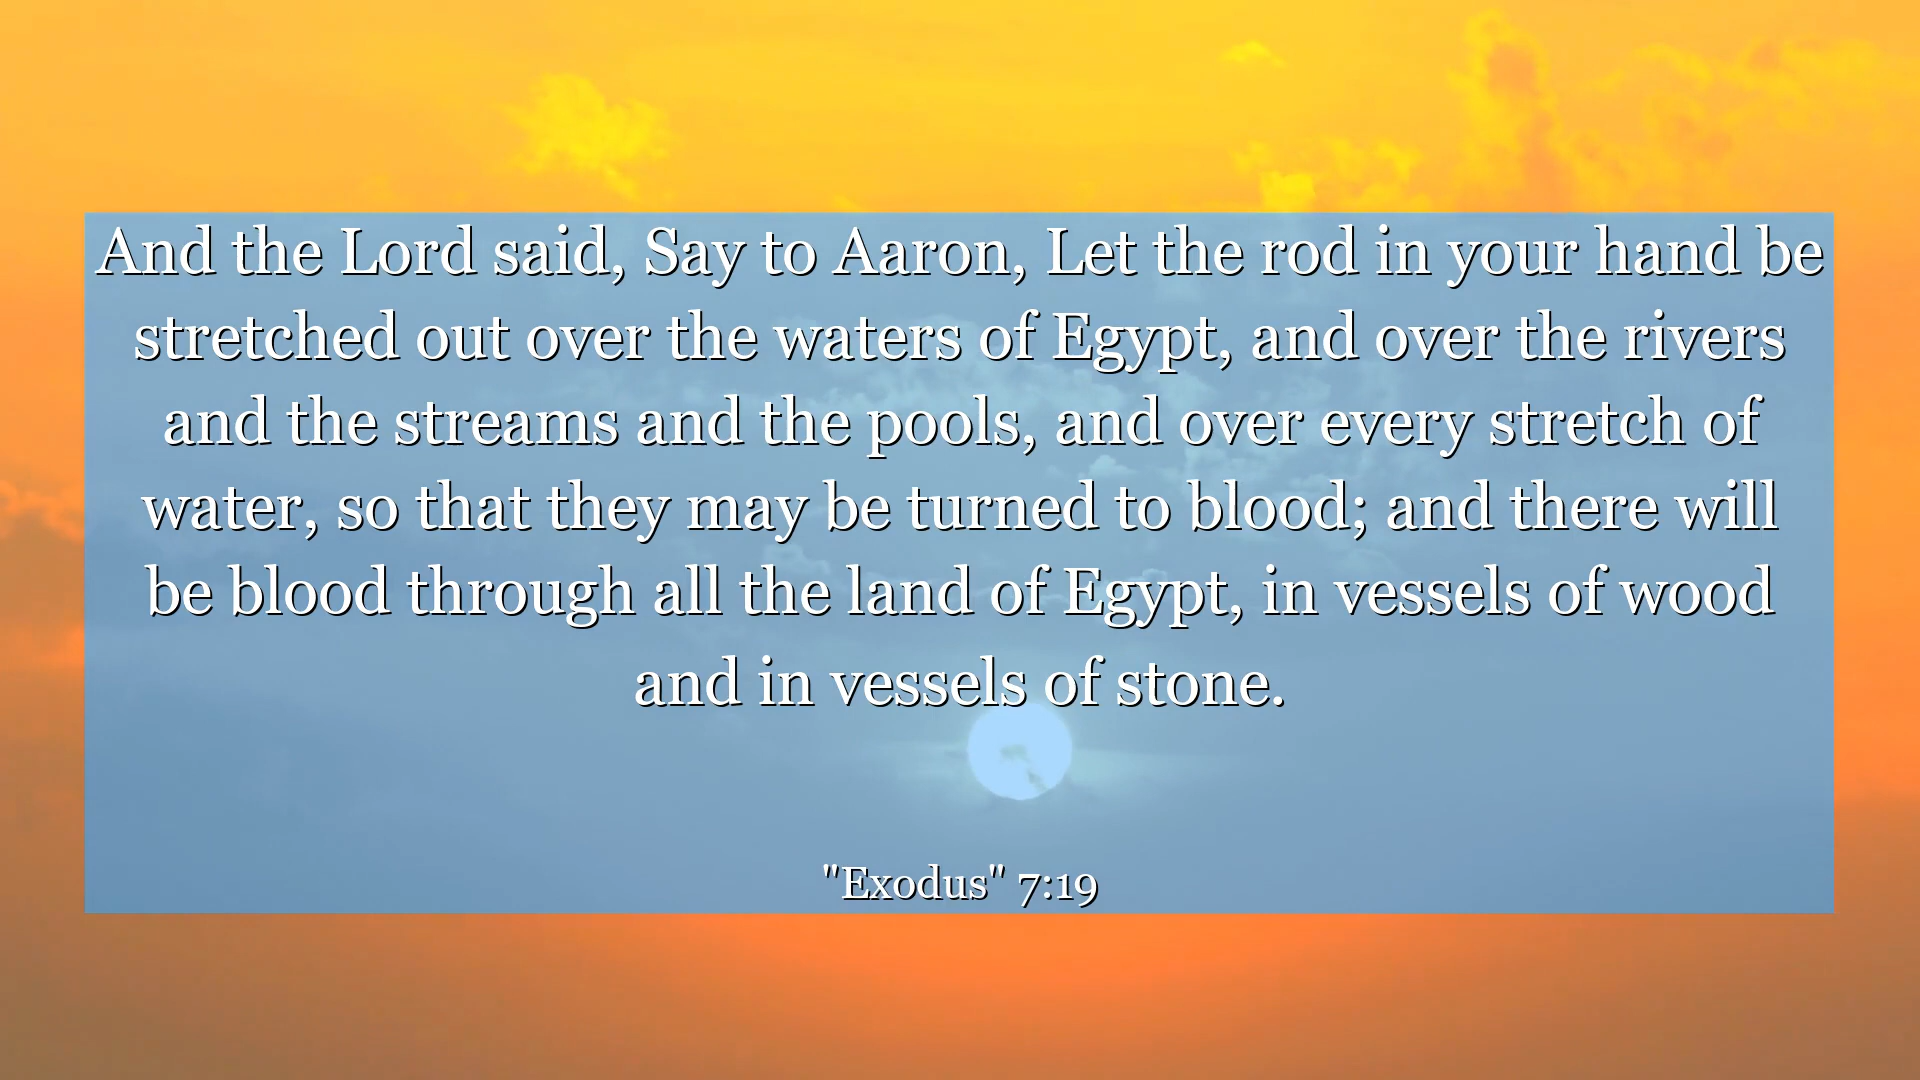 And the Lord said, Say to Aaron, Let the rod in your hand be
stretched out over the waters of Egypt, and over the rivers
and the streams and the pools, and over every stretch of
water, so that they may be turned to blood; and there will
be blood through all the land of Egypt, in vessels of wood
and in vessels of stone.
"Exodus" 7:19